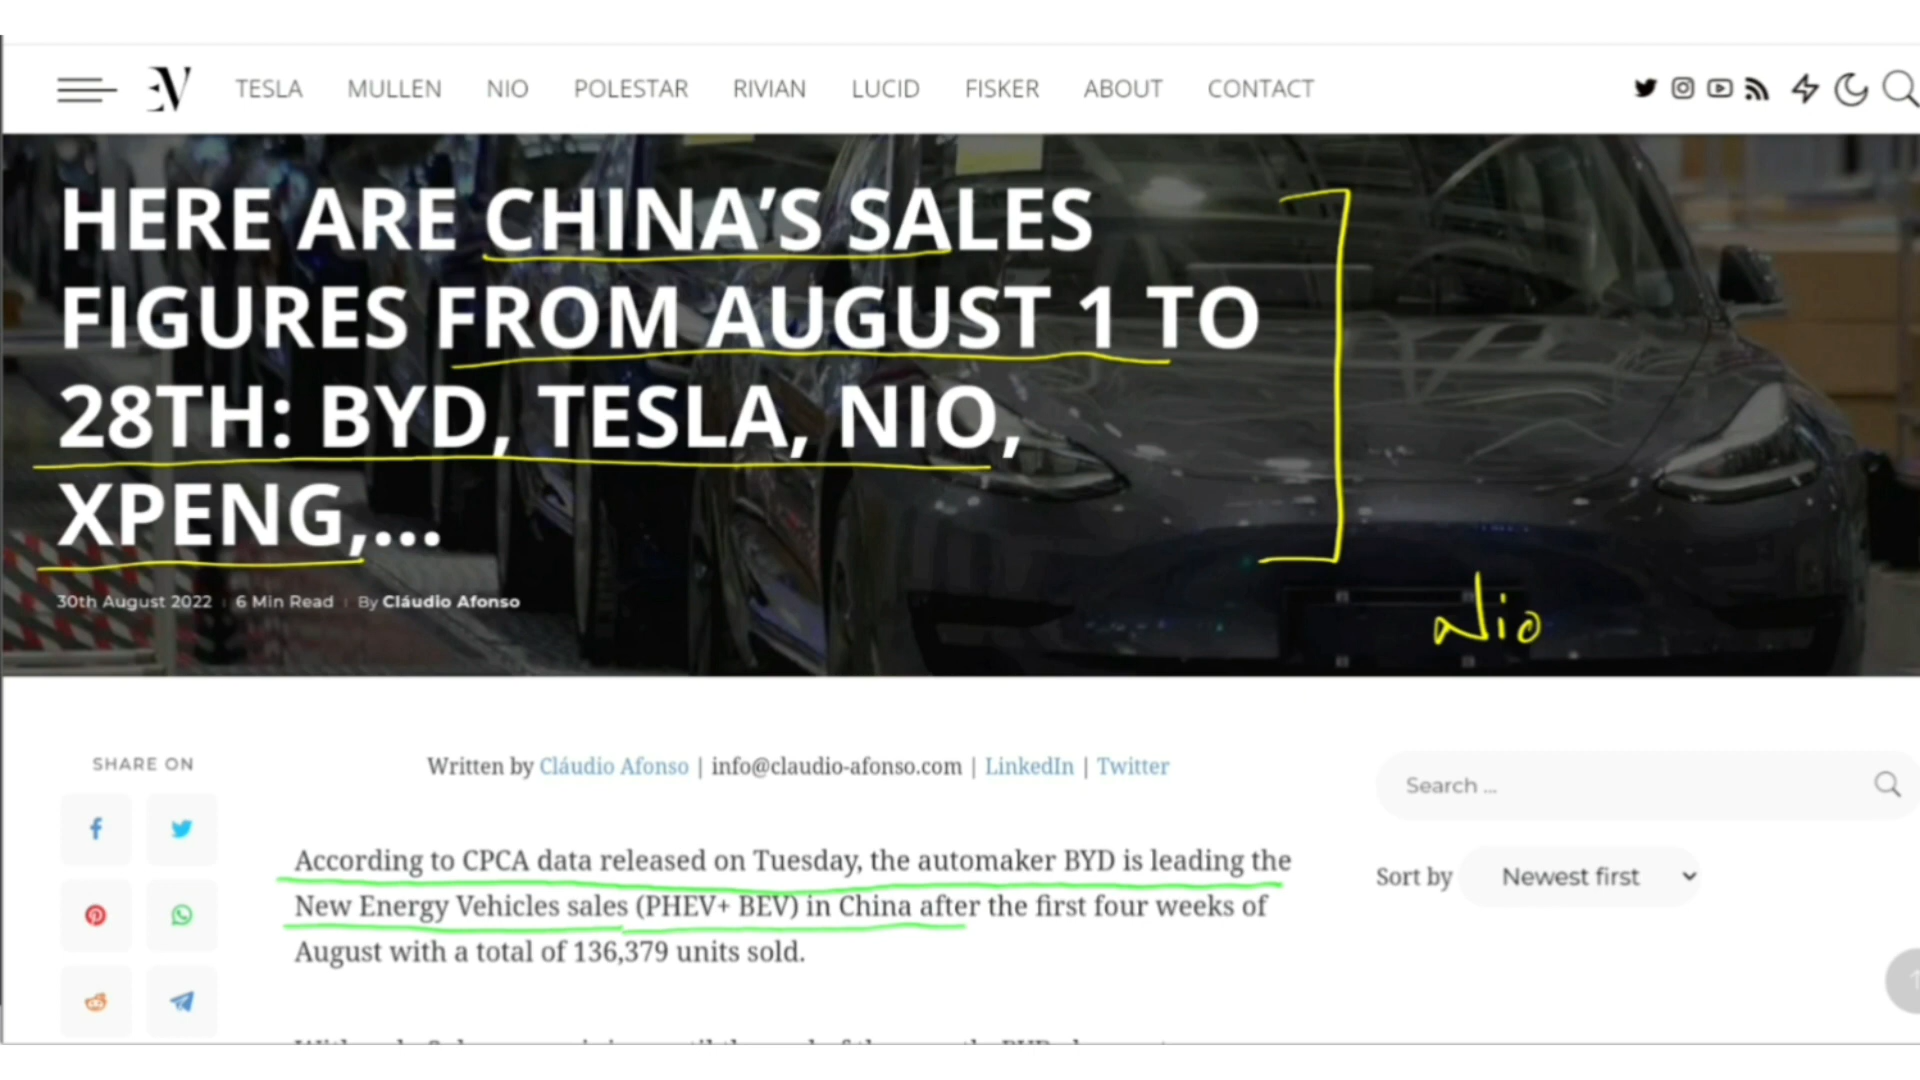 EV TESLA MULLEN NIO POLESTAR RIVIAN LUCID FISKER ABOUT CONTACT
HERE ARE CHINA’S SALES
FIGURES FROM AUGUST 1 TO
28TH: BYD, TESLA, NIO,
XPENG,...
30th August 2022 6 Min Read By Cláudio Afonso
Nio
SHARE ON
Written by Cláudio Afonso | info@claudio-afonso.com | LinkedIn | Twitter
Search ...
According to CPCA data released on Tuesday, the automaker BYD is leading the
New Energy Vehicles sales (PHEV+ BEV) in China after the first four weeks of
August with a total of 136,379 units sold.
Sort by Newest first